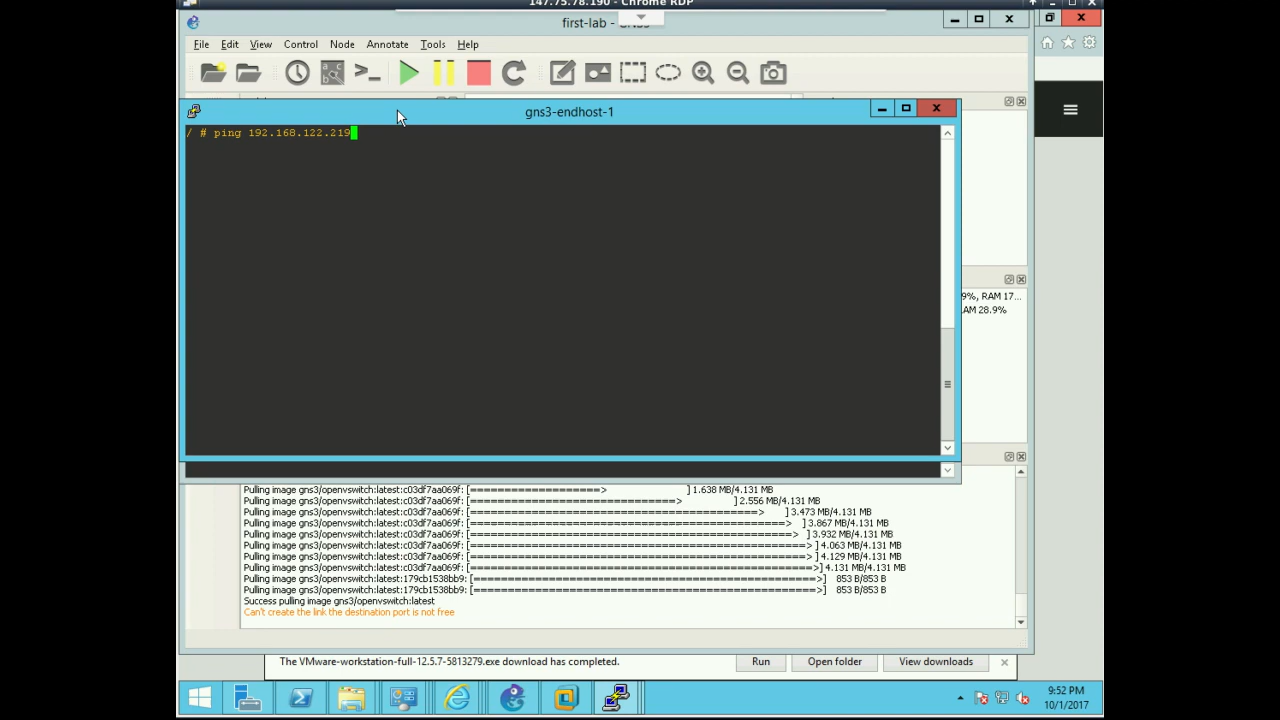 147.75.78.190 - Chrome RDP
first-lab - GNS3
File Edit View Control Node Annotate Tools Help
gns3-endhost-1
/ # ping 192.168.122.219
9%, RAM 17...
AM 28.9%
Pulling image gns3/openvswitch:latest:c03df7aa069f: [===================> ] 1.638 MB/4.131 MB
Pulling image gns3/openvswitch:latest:c03df7aa069f: [==============================> ] 2.556 MB/4.131 MB
Pulling image gns3/openvswitch:latest:c03df7aa069f: [==========================================> ] 3.473 MB/4.131 MB
Pulling image gns3/openvswitch:latest:c03df7aa069f: [==============================================> ] 3.867 MB/4.131 MB
Pulling image gns3/openvswitch:latest:c03df7aa069f: [===============================================> ] 3.932 MB/4.131 MB
Pulling image gns3/openvswitch:latest:c03df7aa069f: [=================================================> ] 4.063 MB/4.131 MB
Pulling image gns3/openvswitch:latest:c03df7aa069f: [=================================================> ] 4.129 MB/4.131 MB
Pulling image gns3/openvswitch:latest:c03df7aa069f: [==================================================>] 4.131 MB/4.131 MB
Pulling image gns3/openvswitch:latest:179cb1538bb9: [==================================================>] 853 B/853 B
Pulling image gns3/openvswitch:latest:179cb1538bb9: [==================================================>] 853 B/853 B
Success pulling image gns3/openvswitch:latest
Can't create the link the destination port is not free
The VMware-workstation-full-12.5.7-5813279.exe download has completed. Run Open folder View downloads
9:52 PM
10/1/2017